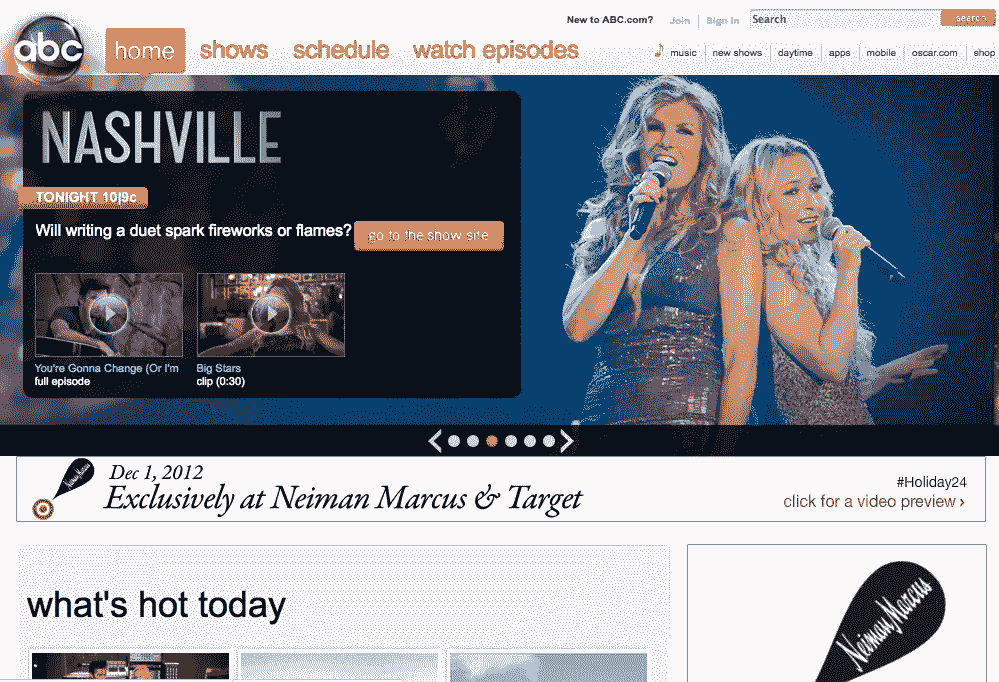 New to ABC.com? Join Sign In Search search
abc home shows schedule watch episodes
music new shows daytime apps mobile oscar.com shop
NASHVILLE
TONIGHT 10|9c
Will writing a duet spark fireworks or flames? go to the show site
You're Gonna Change (Or I'm Big Stars
full episode clip (0:30)
Neiman Marcus
Dec 1, 2012
Exclusively at Neiman Marcus & Target
#Holiday24
click for a video preview ›
what's hot today
Neiman Marcus